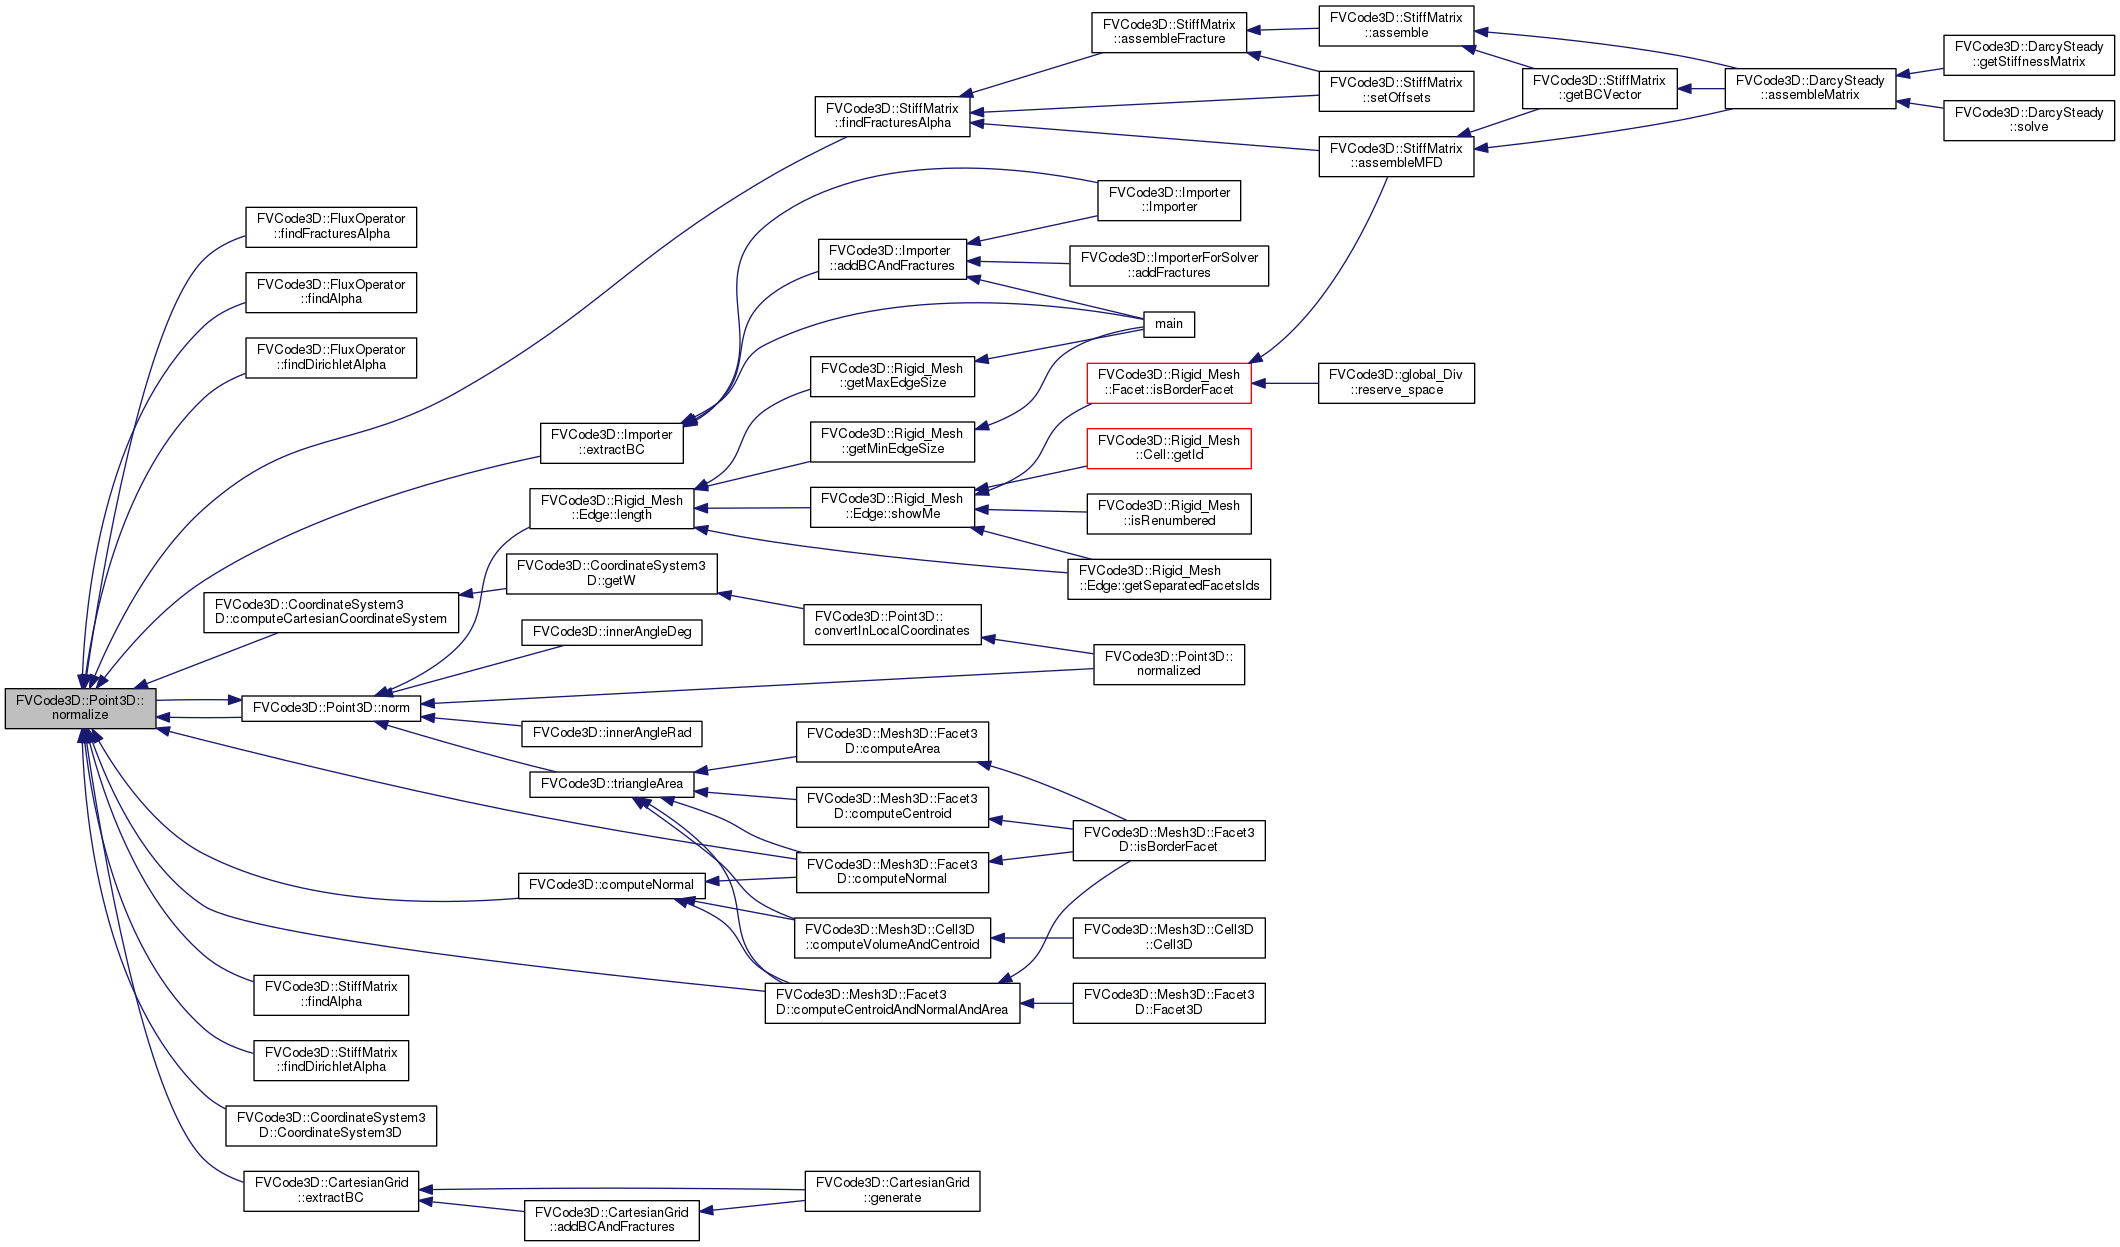 FVCode3D::Point3D::
normalize
FVCode3D::FluxOperator
::findFracturesAlpha
FVCode3D::FluxOperator
::findAlpha
FVCode3D::FluxOperator
::findDirichletAlpha
FVCode3D::StiffMatrix
::findFracturesAlpha
FVCode3D::StiffMatrix
::assembleFracture
FVCode3D::StiffMatrix
::assemble
FVCode3D::StiffMatrix
::setOffsets
FVCode3D::StiffMatrix
::assembleMFD
FVCode3D::StiffMatrix
::getBCVector
FVCode3D::DarcySteady
::assembleMatrix
FVCode3D::DarcySteady
::getStiffnessMatrix
FVCode3D::DarcySteady
::solve
FVCode3D::Importer
::extractBC
FVCode3D::Importer
::addBCAndFractures
FVCode3D::Importer
::Importer
FVCode3D::ImporterForSolver
::addFractures
main
FVCode3D::Rigid_Mesh
::Edge::length
FVCode3D::Rigid_Mesh
::getMaxEdgeSize
FVCode3D::Rigid_Mesh
::getMinEdgeSize
FVCode3D::Rigid_Mesh
::Edge::showMe
FVCode3D::Rigid_Mesh
::Facet::isBorderFacet
FVCode3D::global_Div
::reserve_space
FVCode3D::Rigid_Mesh
::Cell::getId
FVCode3D::Rigid_Mesh
::isRenumbered
FVCode3D::Rigid_Mesh
::Edge::getSeparatedFacetsIds
FVCode3D::CoordinateSystem3
D::computeCartesianCoordinateSystem
FVCode3D::CoordinateSystem3
D::getW
FVCode3D::Point3D::
convertInLocalCoordinates
FVCode3D::Point3D::
normalized
FVCode3D::Point3D::norm
FVCode3D::innerAngleDeg
FVCode3D::innerAngleRad
FVCode3D::triangleArea
FVCode3D::Mesh3D::Facet3
D::computeArea
FVCode3D::Mesh3D::Facet3
D::computeCentroid
FVCode3D::Mesh3D::Facet3
D::computeNormal
FVCode3D::Mesh3D::Facet3
D::isBorderFacet
FVCode3D::computeNormal
FVCode3D::Mesh3D::Cell3D
::computeVolumeAndCentroid
FVCode3D::Mesh3D::Cell3D
::Cell3D
FVCode3D::Mesh3D::Facet3
D::computeCentroidAndNormalAndArea
FVCode3D::Mesh3D::Facet3
D::Facet3D
FVCode3D::StiffMatrix
::findAlpha
FVCode3D::StiffMatrix
::findDirichletAlpha
FVCode3D::CoordinateSystem3
D::CoordinateSystem3D
FVCode3D::CartesianGrid
::extractBC
FVCode3D::CartesianGrid
::addBCAndFractures
FVCode3D::CartesianGrid
::generate